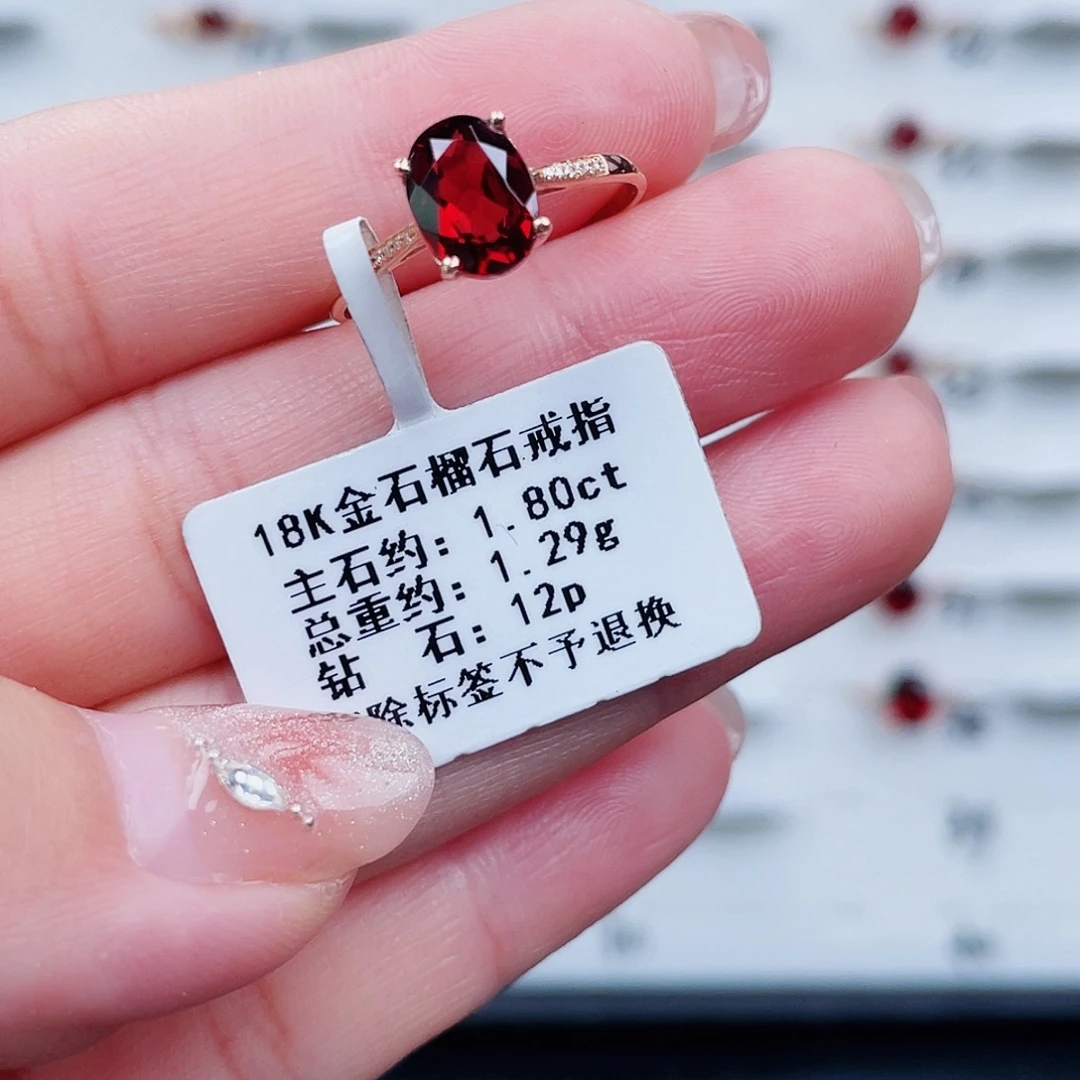 18K金石榴石戒指
主石约：1.80ct
总重约：1.29g
钻 石：12p
除标签不予退换